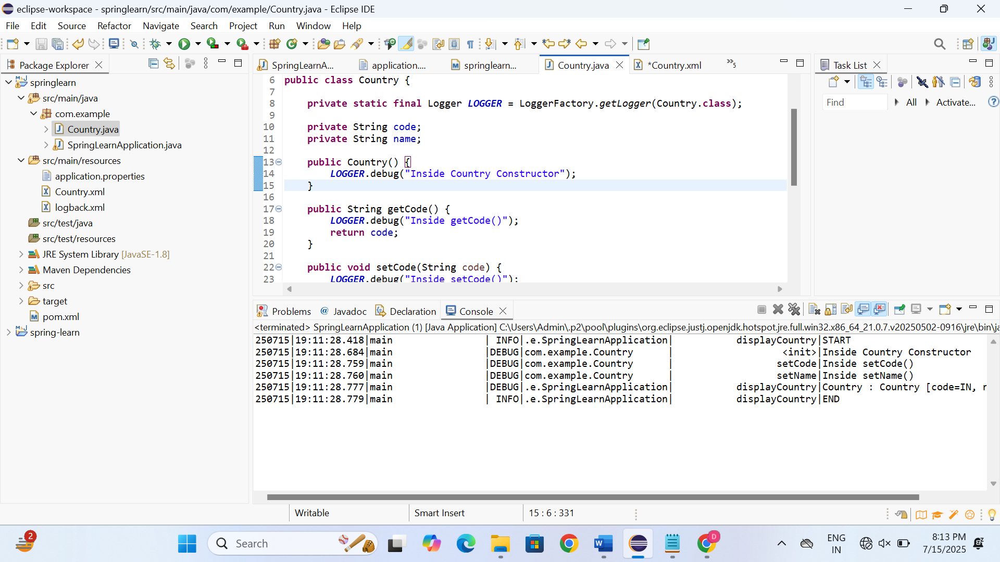 eclipse-workspace - springlearn/src/main/java/com/example/Country.java - Eclipse IDE
File Edit Source Refactor Navigate Search Project Run Window Help
Package Explorer
springlearn
src/main/java
com.example
Country.java
SpringLearnApplication.java
src/main/resources
application.properties
Country.xml
logback.xml
src/test/java
src/test/resources
JRE System Library [JavaSE-1.8]
Maven Dependencies
src
target
pom.xml
spring-learn
SpringLearnA... application.... springlearn... Country.java *Country.xml »5
6 public class Country {
7
8 private static final Logger LOGGER = LoggerFactory.getLogger(Country.class);
9
10 private String code;
11 private String name;
12
13 public Country() {
14 LOGGER.debug("Inside Country Constructor");
15 }
16
17 public String getCode() {
18 LOGGER.debug("Inside getCode()");
19 return code;
20 }
21
22 public void setCode(String code) {
23 LOGGER.debug("Inside setCode()");
Task List
Find All Activate...
Problems @ Javadoc Declaration Console
<terminated> SpringLearnApplication (1) [Java Application] C:\Users\Admin\.p2\pool\plugins\org.eclipse.justj.openjdk.hotspot.jre.full.win32.x86_64_21.0.7.v20250502-0916\jre\bin\ja
250715|19:11:28.418|main | INFO|.e.SpringLearnApplication| displayCountry|START
250715|19:11:28.684|main |DEBUG|com.example.Country | <init>|Inside Country Constructor
250715|19:11:28.759|main |DEBUG|com.example.Country | setCode|Inside setCode()
250715|19:11:28.760|main |DEBUG|com.example.Country | setName|Inside setName()
250715|19:11:28.777|main |DEBUG|.e.SpringLearnApplication| displayCountry|Country : Country [code=IN,
250715|19:11:28.779|main | INFO|.e.SpringLearnApplication| displayCountry|END
Writable Smart Insert 15 : 6 : 331
2
Search
D
ENG
IN
8:13 PM
7/15/2025